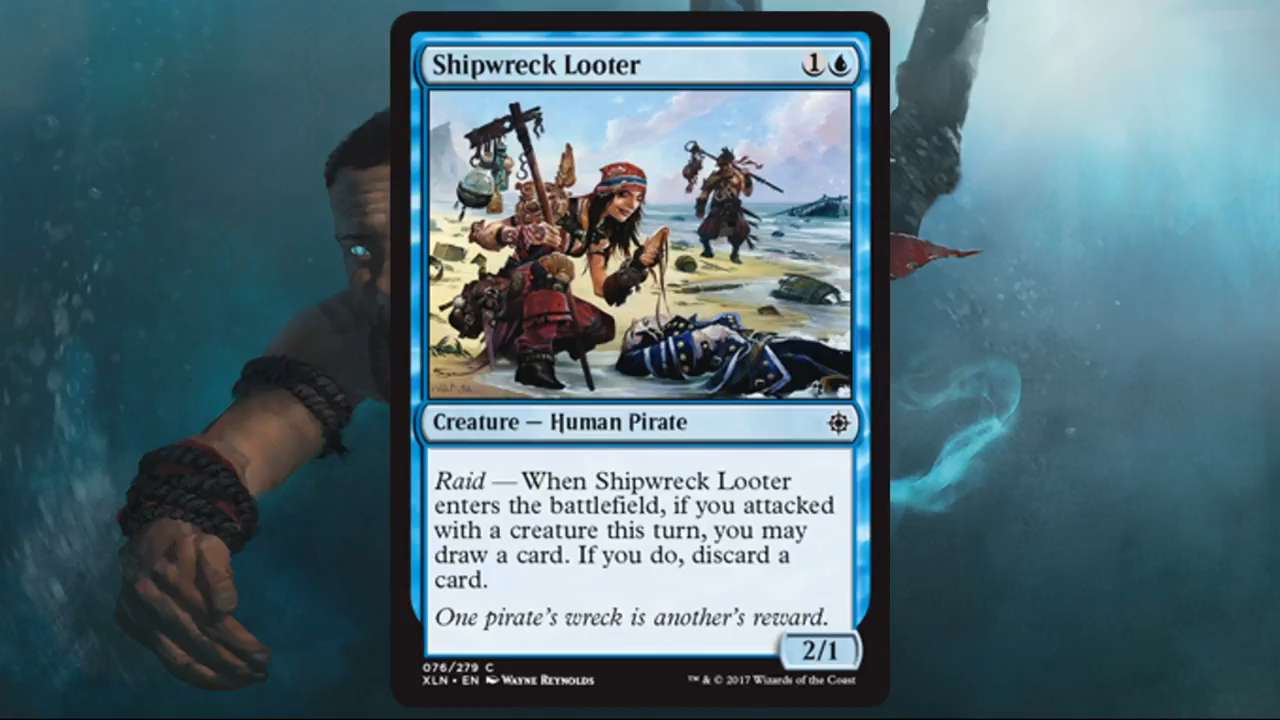 Shipwreck Looter 1
Creature — Human Pirate
Raid — When Shipwreck Looter
enters the battlefield, if you attacked
with a creature this turn, you may
draw a card. If you do, discard a
card.
One pirate's wreck is another's reward.
2/1
076/279 C
XLN • EN Wayne Reynolds
™ & © 2017 Wizards of the Coast